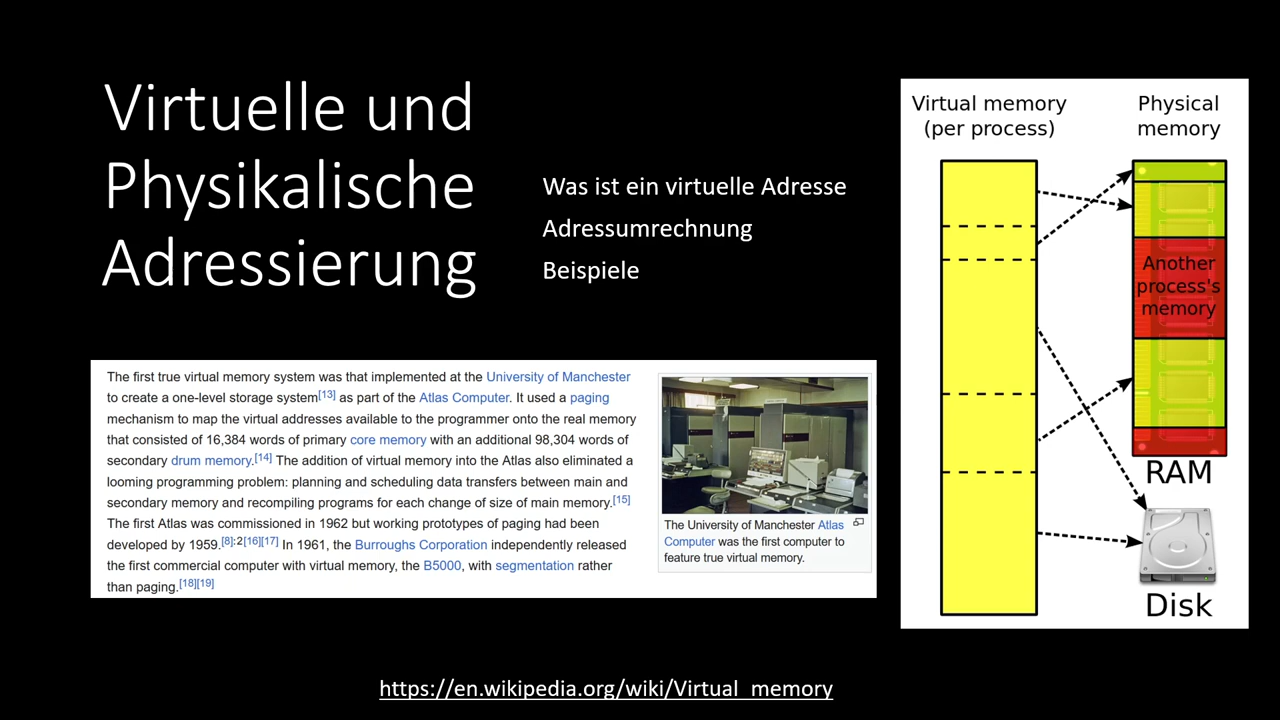 Virtuelle und
Physikalische
Adressierung
Was ist ein virtuelle Adresse
Adressumrechnung
Beispiele
The first true virtual memory system was that implemented at the University of Manchester
to create a one-level storage system[13] as part of the Atlas Computer. It used a paging
mechanism to map the virtual addresses available to the programmer onto the real memory
that consisted of 16,384 words of primary core memory with an additional 98,304 words of
secondary drum memory.[14] The addition of virtual memory into the Atlas also eliminated a
looming programming problem: planning and scheduling data transfers between main and
secondary memory and recompiling programs for each change of size of main memory.[15]
The first Atlas was commissioned in 1962 but working prototypes of paging had been
developed by 1959.[8]:2[16][17] In 1961, the Burroughs Corporation independently released
the first commercial computer with virtual memory, the B5000, with segmentation rather
than paging.[18][19]
The University of Manchester Atlas
Computer was the first computer to
feature true virtual memory.
Virtual memory
(per process)
Physical
memory
Another
process's
memory
RAM
Disk
https://en.wikipedia.org/wiki/Virtual_memory